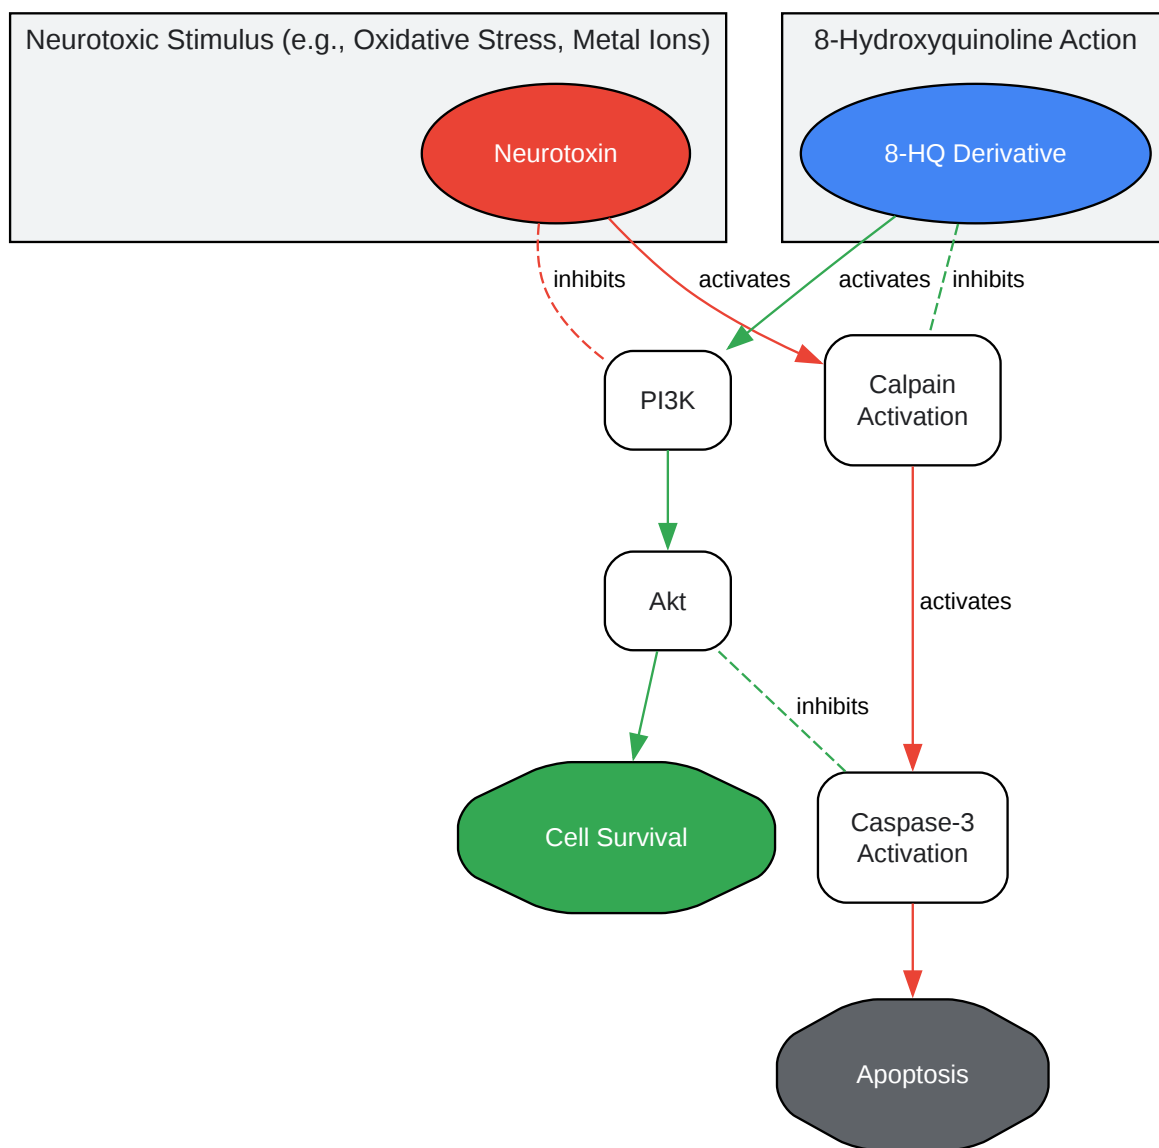 Neurotoxic Stimulus (e.g., Oxidative Stress, Metal Ions)
8-Hydroxyquinoline Action
Neurotoxin
8-HQ Derivative
inhibits
activates
activates
inhibits
PI3K
Calpain
Activation
Akt
activates
inhibits
Cell Survival
Caspase-3
Activation
Apoptosis